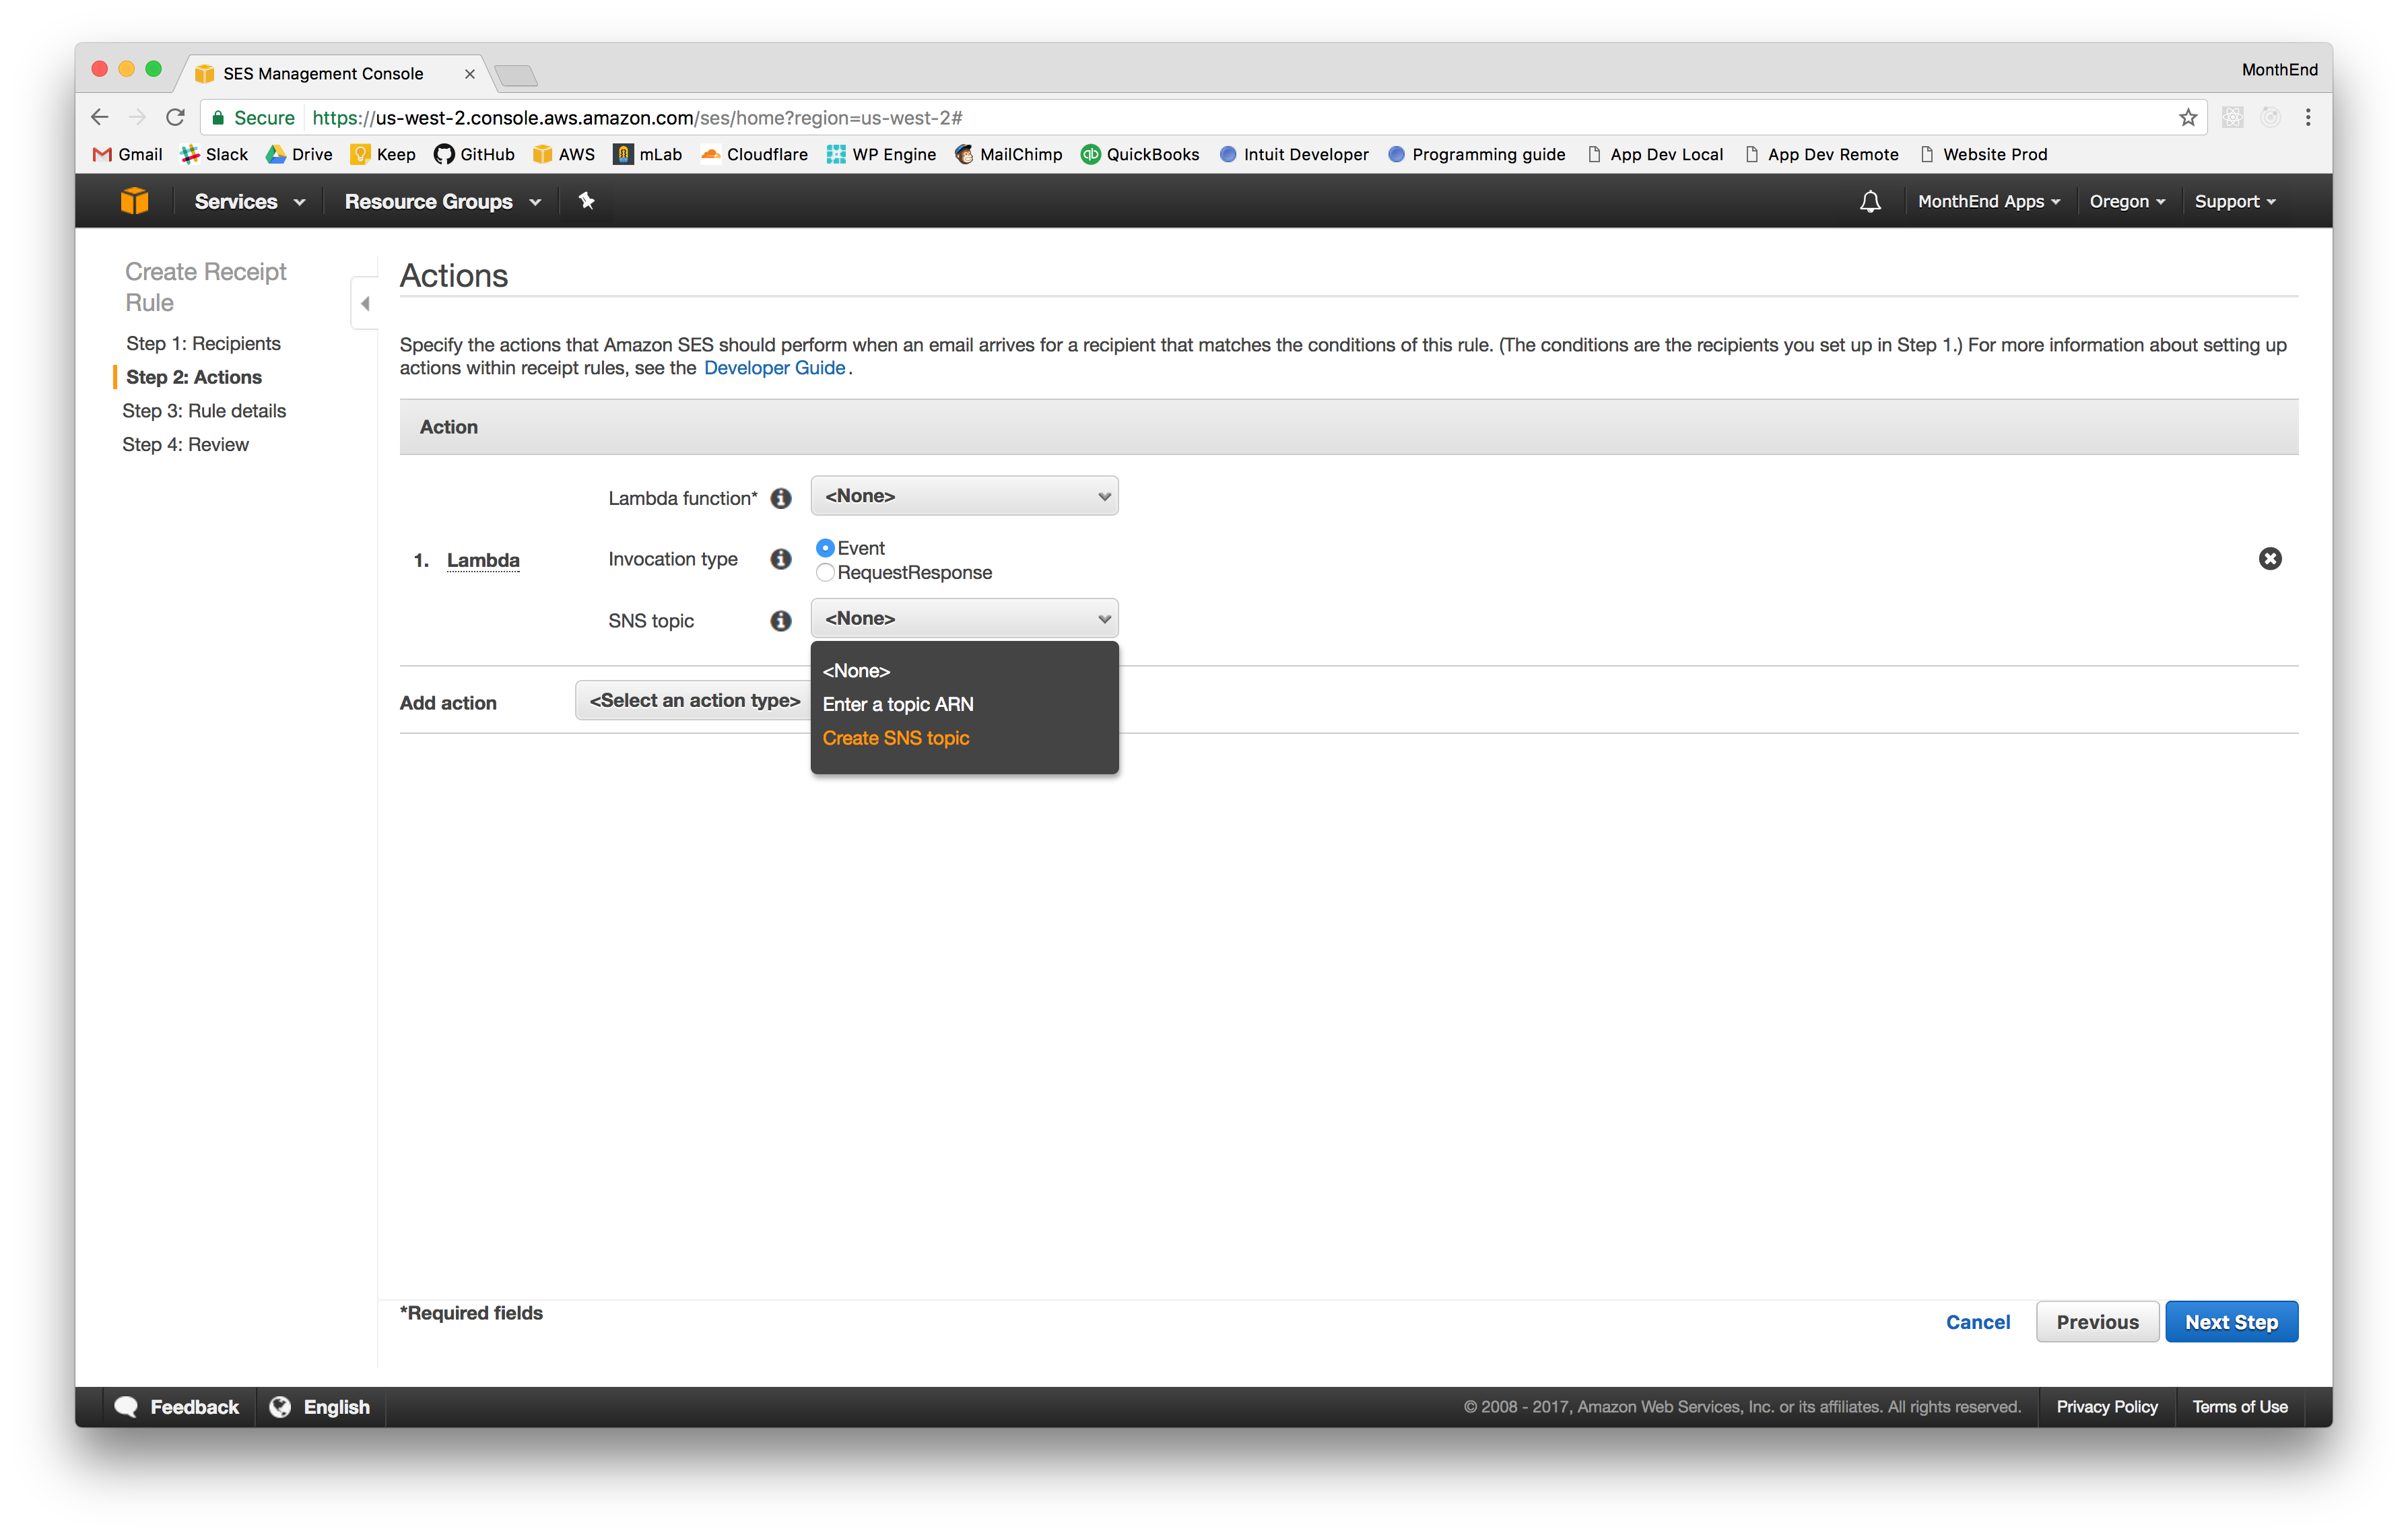 SES Management Console
MonthEnd
Secure https://us-west-2.console.aws.amazon.com/ses/home?region=us-west-2#
Gmail Slack Drive Keep GitHub AWS mLab Cloudflare WP Engine MailChimp QuickBooks Intuit Developer Programming guide App Dev Local App Dev Remote Website Prod
Services Resource Groups MonthEnd Apps Oregon Support
Create Receipt
Rule
Step 1: Recipients
Step 2: Actions
Step 3: Rule details
Step 4: Review
Actions
Specify the actions that Amazon SES should perform when an email arrives for a recipient that matches the conditions of this rule. (The conditions are the recipients you set up in Step 1.) For more information about setting up
actions within receipt rules, see the Developer Guide.
Action
Lambda function* <None>
1. Lambda
Invocation type
Event
RequestResponse
SNS topic <None>
<None>
Enter a topic ARN
Create SNS topic
Add action <Select an action type>
*Required fields
Cancel Previous Next Step
Feedback English © 2008 - 2017, Amazon Web Services, Inc. or its affiliates. All rights reserved. Privacy Policy Terms of Use